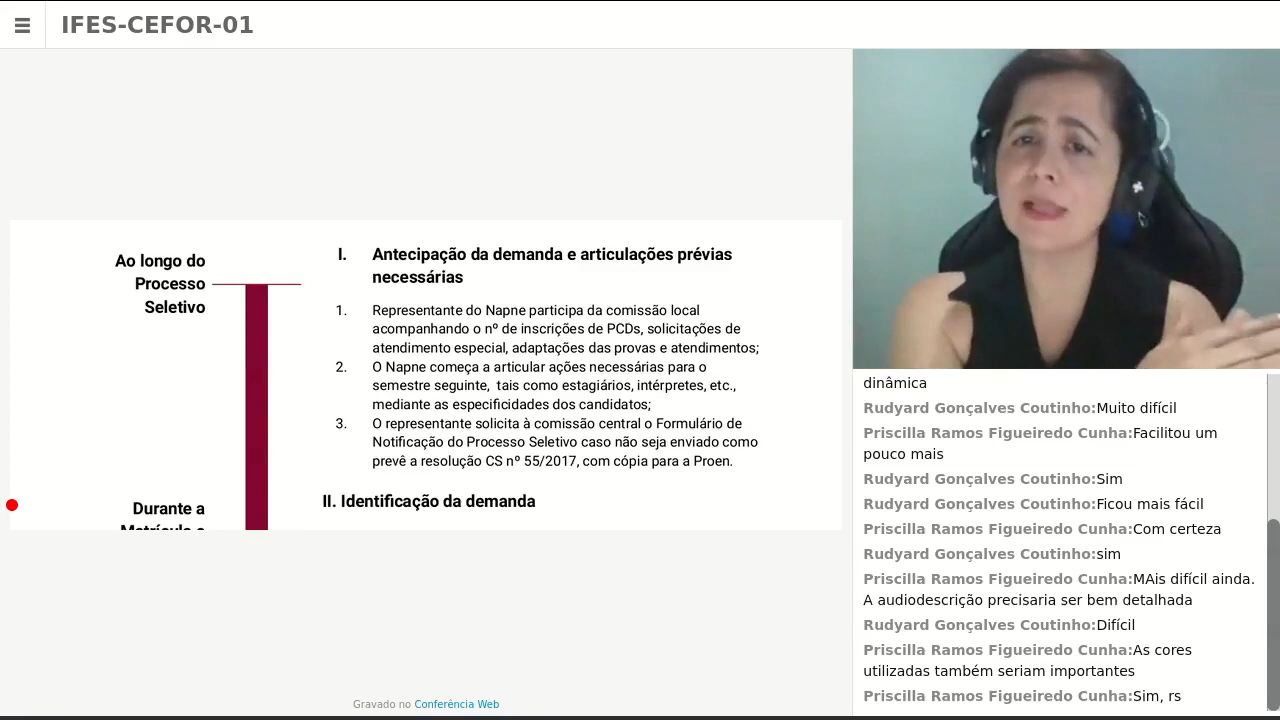 IFES-CEFOR-01
Ao longo do
Processo
Seletivo
I. Antecipação da demanda e articulações prévias
necessárias
1. Representante do Napne participa da comissão local
acompanhando o nº de inscrições de PCDs, solicitações de
atendimento especial, adaptações das provas e atendimentos;
2. O Napne começa a articular ações necessárias para o
semestre seguinte, tais como estagiários, intérpretes, etc.,
mediante as especificidades dos candidatos;
3. O representante solicita à comissão central o Formulário de
Notificação do Processo Seletivo caso não seja enviado como
prevê a resolução CS nº 55/2017, com cópia para a Proen.
II. Identificação da demanda
Durante a
Matrícula e
dinâmica
Rudyard Gonçalves Coutinho:Muito difícil
Priscilla Ramos Figueiredo Cunha:Facilitou um
pouco mais
Rudyard Gonçalves Coutinho:Sim
Rudyard Gonçalves Coutinho:Ficou mais fácil
Priscilla Ramos Figueiredo Cunha:Com certeza
Rudyard Gonçalves Coutinho:sim
Priscilla Ramos Figueiredo Cunha:MAis difícil ainda.
A audiodescrição precisaria ser bem detalhada
Rudyard Gonçalves Coutinho:Difícil
Priscilla Ramos Figueiredo Cunha:As cores
utilizadas também seriam importantes
Priscilla Ramos Figueiredo Cunha:Sim, rs
Gravado no Conferência Web